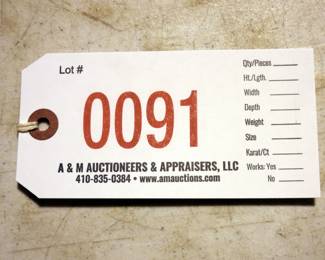 Lot #
0091
A & M AUCTIONEERS & APPRAISERS, LLC
410-835-0384 • www.amauctions.com
Qty/Pieces
Ht./Lgth.
Width
Depth
Weight
Size
Karat/Ct
Works: Yes
No